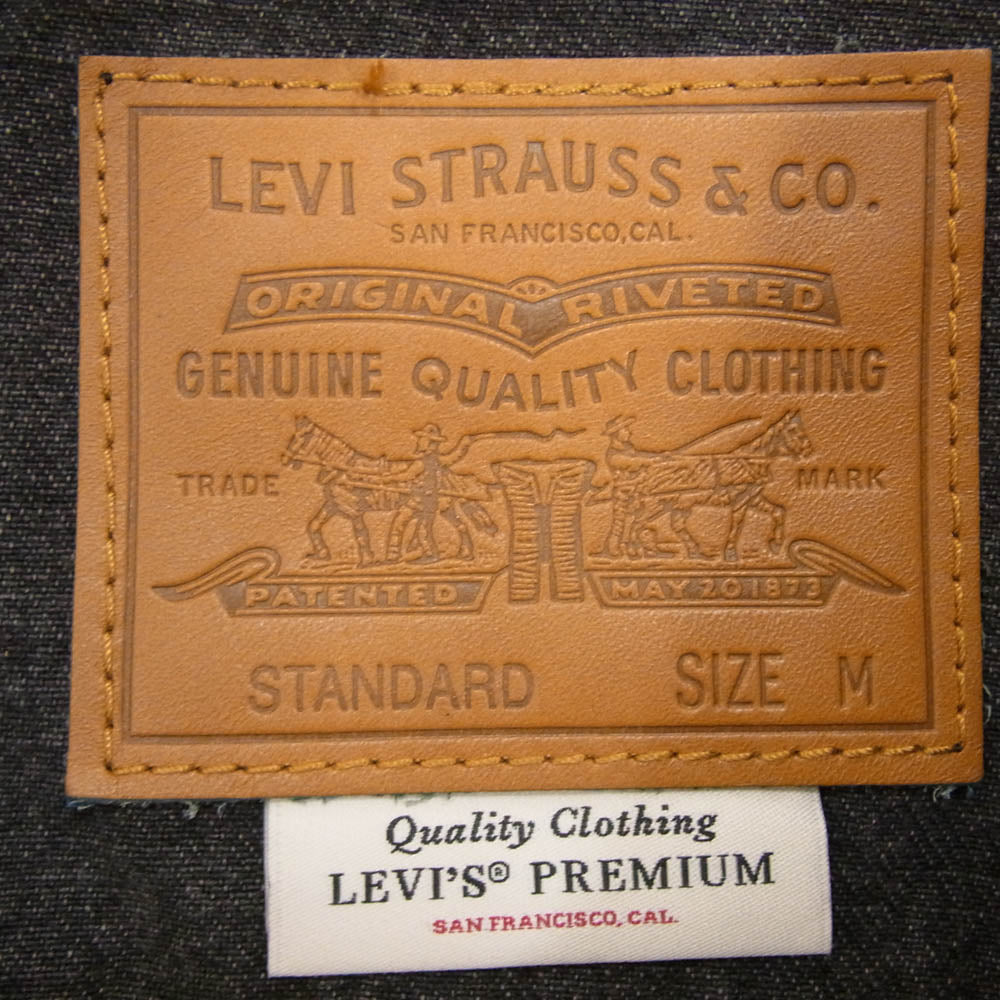 LEVI STRAUSS & CO.
SAN FRANCISCO, CAL.
ORIGINAL RIVETED
GENUINE QUALITY CLOTHING
TRADE MARK
PATENTED MAY 20 1873
STANDARD SIZE M
Quality Clothing
LEVI'S® PREMIUM
SAN FRANCISCO, CAL.